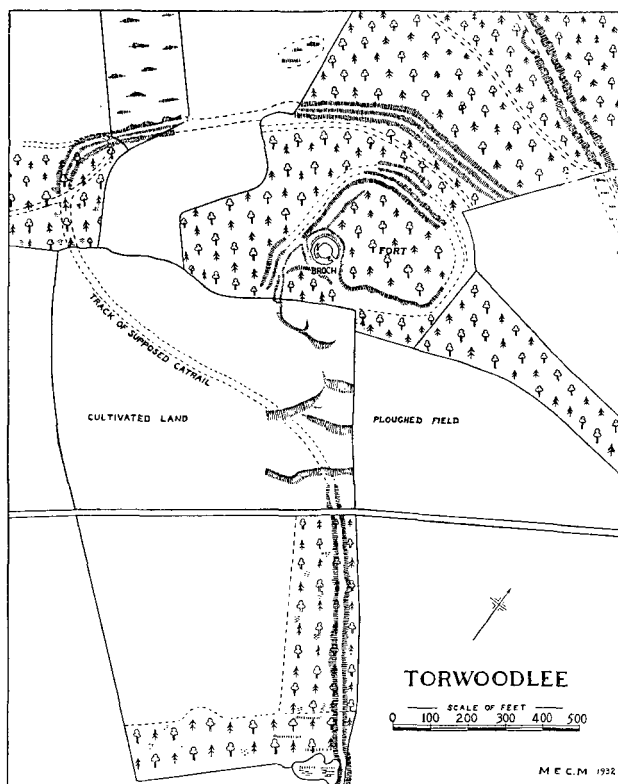 FORT
BROCH
TRACK OF SUPPOSED CATRAIL
CULTIVATED LAND
PLOUGHED FIELD
TORWOODLEE
SCALE OF FEET
0 100 200 300 400 500
M E C. M 1932